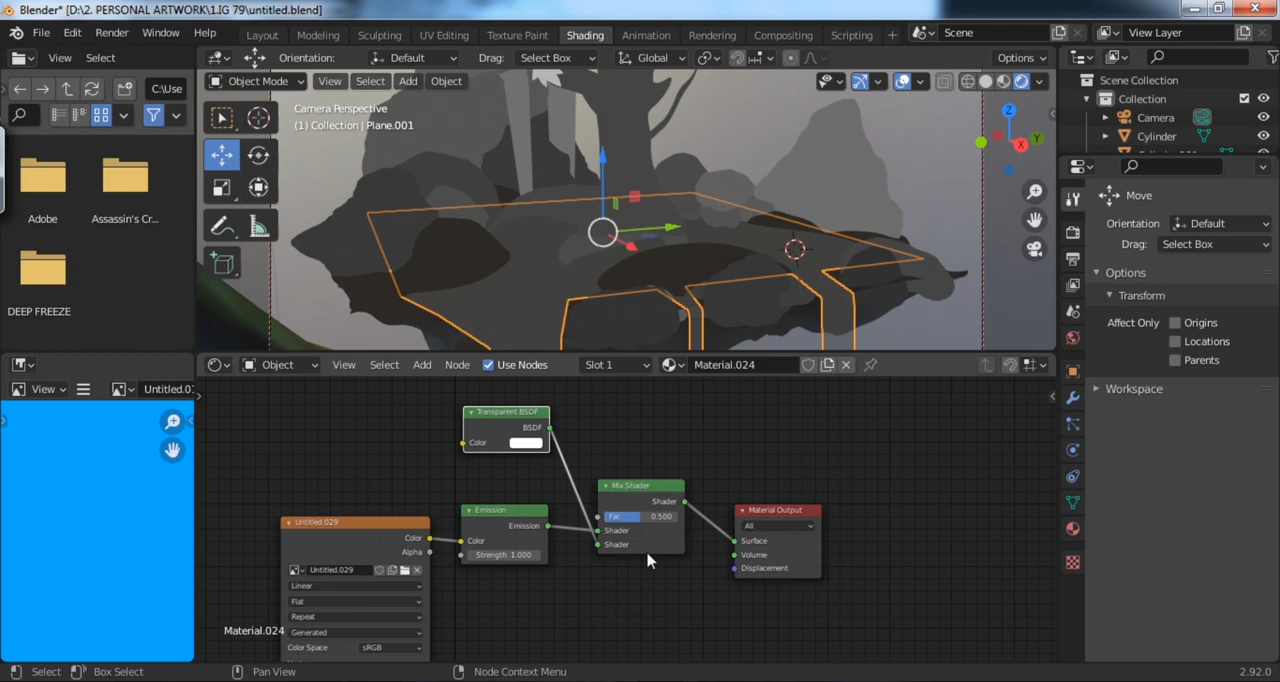 Blender* [D:\2. PERSONAL ARTWORK\1.IG 79\untitled.blend]
File Edit Render Window Help Layout Modeling Sculpting UV Editing Texture Paint Shading Animation Rendering Compositing Scripting + Scene View Layer
View Select Orientation: Default Drag: Select Box Global Options
C:\Use Object Mode View Select Add Object Scene Collection
Collection
Camera Perspective
(1) Collection | Plane.001
Camera
Cylinder
Z
Y
X
Adobe Assassin's Cr...
DEEP FREEZE
Move
Orientation Default
Drag: Select Box
Options
Transform
Affect Only Origins
Locations
Parents
Workspace
Object View Select Add Node Use Nodes Slot 1 Material.024
View Untitled.0
Transparent BSDF
BSDF
Color
Mix Shader
Shader
Fac 0.500
Shader
Shader
Emission
Emission
Color
Strength 1.000
Material Output
All
Surface
Volume
Displacement
Untitled.029
Color
Alpha
Untitled.029
Linear
Flat
Repeat
Generated
Color Space sRGB
Material.024
Select Box Select Pan View Node Context Menu 2.92.0